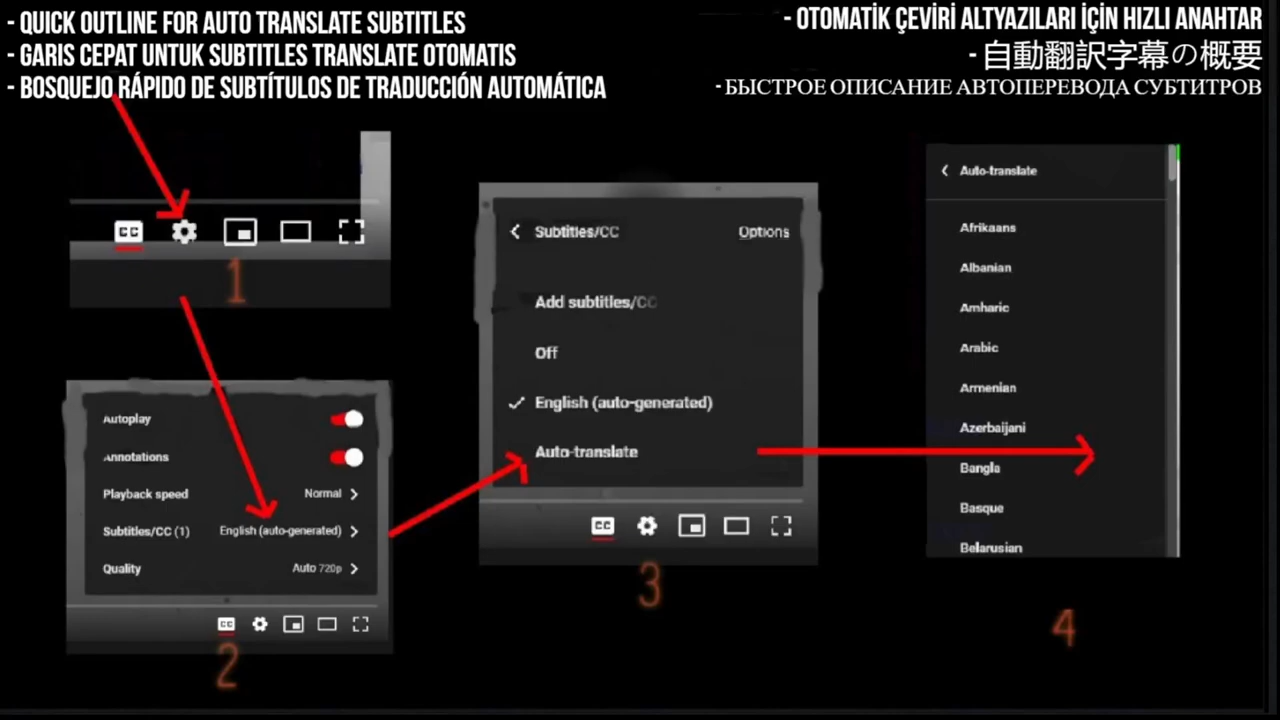 - QUICK OUTLINE FOR AUTO TRANSLATE SUBTITLES
- GARIS CEPAT UNTUK SUBTITLES TRANSLATE OTOMATIS
- BOSQUEJO RÁPIDO DE SUBTÍTULOS DE TRADUCCIÓN AUTOMÁTICA
- OTOMATİK ÇEVİRİ ALTYAZILARI İÇİN HIZLI ANAHTAR
- 自動翻訳字幕の概要
- БЫСТРОЕ ОПИСАНИЕ АВТОПЕРЕВОДА СУБТИТРОВ
CC
1
Autoplay
Annotations
Playback speed Normal >
Subtitles/CC (1) English (auto-generated) >
Quality Auto 720p >
CC
2
< Subtitles/CC Options
Add subtitles/CC
Off
✓ English (auto-generated)
Auto-translate
CC
3
< Auto-translate
Afrikaans
Albanian
Amharic
Arabic
Armenian
Azerbaijani
Bangla
Basque
Belarusian
4